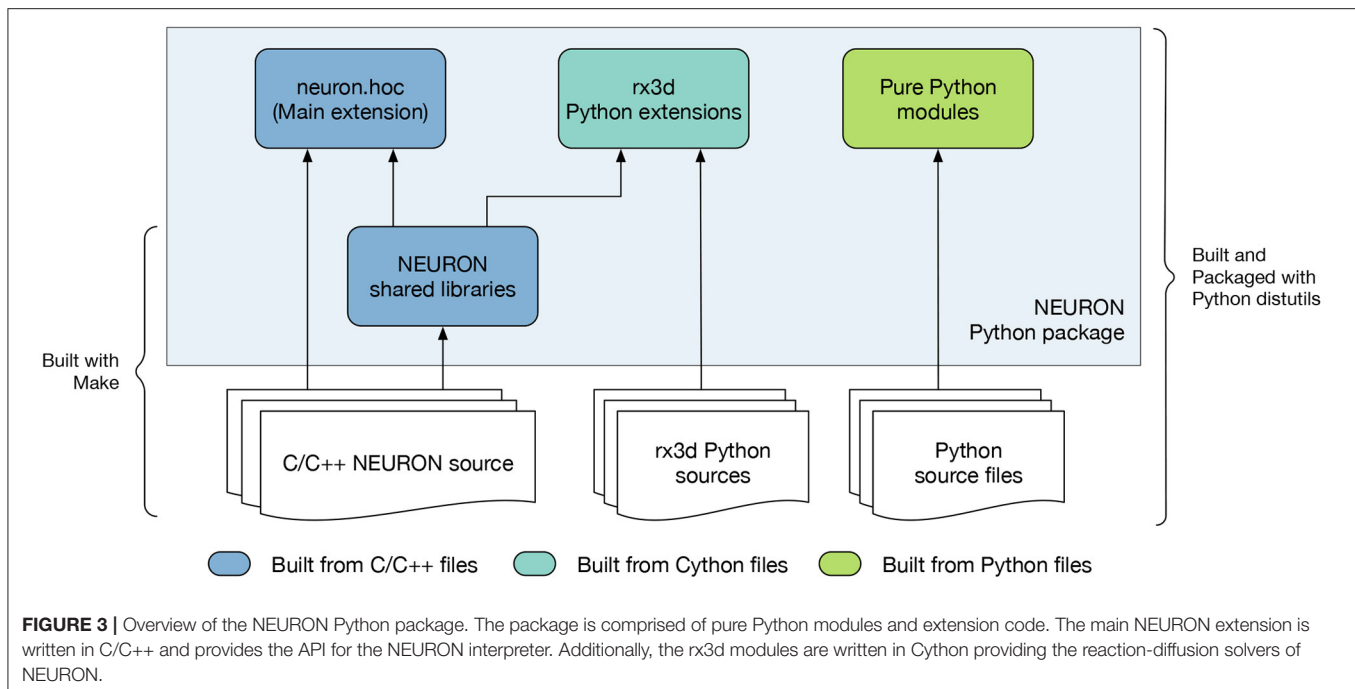 neuron.hoc
(Main extension)
rx3d
Python extensions
Pure Python
modules
NEURON
shared libraries
NEURON
Python package
Built and
Packaged with
Python distutils
Built with
Make
C/C++ NEURON source
rx3d Python
sources
Python
source files
Built from C/C++ files
Built from Cython files
Built from Python files
FIGURE 3 | Overview of the NEURON Python package. The package is comprised of pure Python modules and extension code. The main NEURON extension is
written in C/C++ and provides the API for the NEURON interpreter. Additionally, the rx3d modules are written in Cython providing the reaction-diffusion solvers of
NEURON.